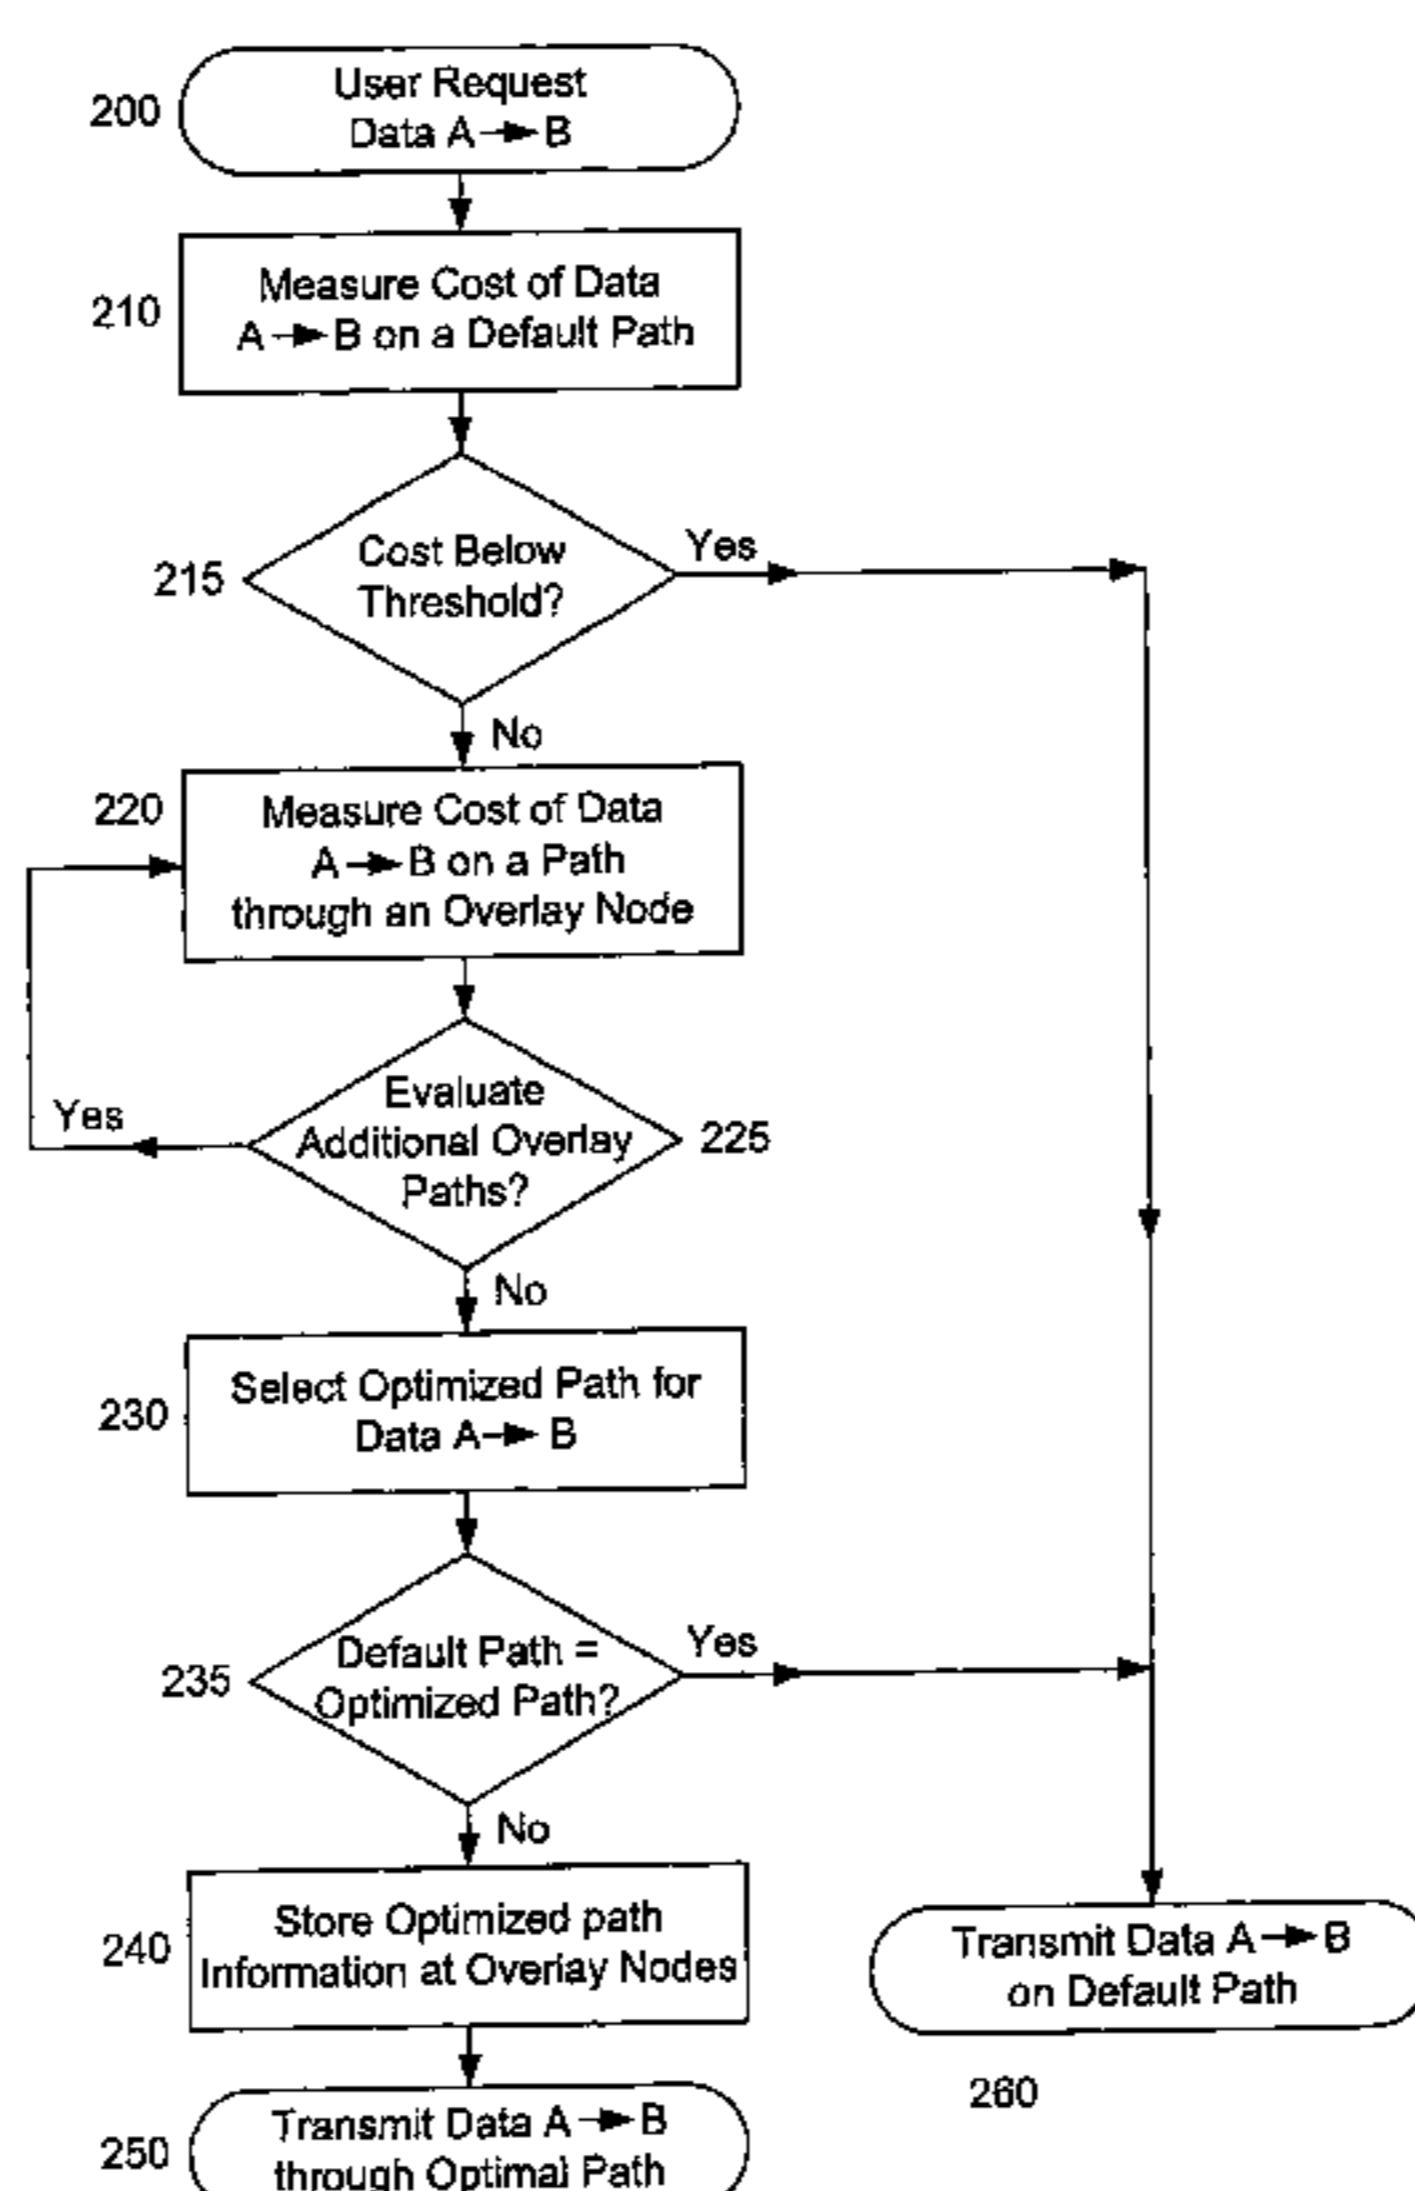 User Request
200
Data A → B
Measure Cost of Data
210
A → B on a Default Path
Cost Below
Threshold?
215
Yes
No
220
Measure Cost of Data
A → B on a Path
through an Overlay Node
Evaluate
Additional Overlay
Paths?
225
Yes
No
Select Optimized Path for
230
Data A → B
Default Path =
Optimized Path?
235
Yes
No
Store Optimized path
240
Information at Overlay Nodes
Transmit Data A → B
on Default Path
260
Transmit Data A → B
250
through Optimal Path